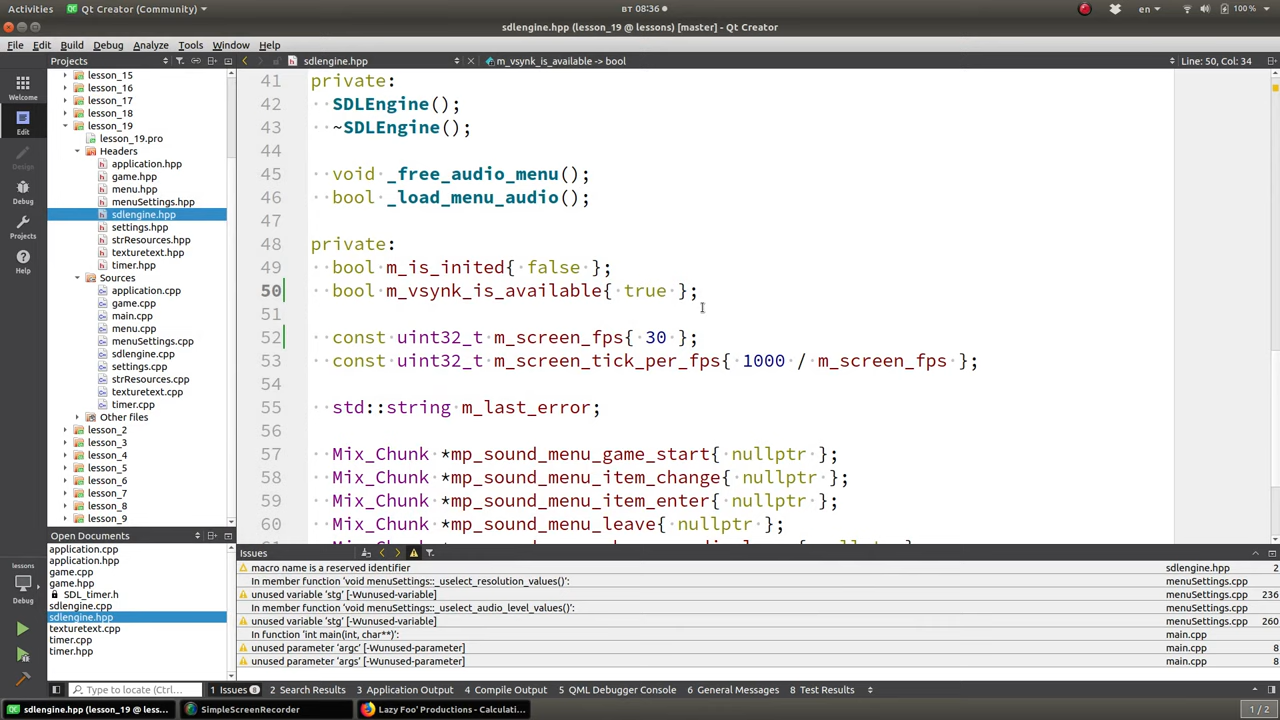 Activities
Qt Creator (Community)
вт 08:36
en
100 %
sdlengine.hpp (lesson_19 @ lessons) [master] - Qt Creator
File Edit Build Debug Analyze Tools Window Help
Projects
sdlengine.hpp
m_vsynk_is_available -> bool
Line: 50, Col: 34
Welcome
Edit
Design
Debug
Projects
Help
lessons
Debug
lesson_15
lesson_16
lesson_17
lesson_18
lesson_19
lesson_19.pro
Headers
application.hpp
game.hpp
menu.hpp
menuSettings.hpp
sdlengine.hpp
settings.hpp
strResources.hpp
texturetext.hpp
timer.hpp
Sources
application.cpp
game.cpp
main.cpp
menu.cpp
menuSettings.cpp
sdlengine.cpp
settings.cpp
strResources.cpp
texturetext.cpp
timer.cpp
Other files
lesson_2
lesson_3
lesson_4
lesson_5
lesson_6
lesson_7
lesson_8
lesson_9
Open Documents
application.cpp
application.hpp
game.cpp
game.hpp
SDL_timer.h
sdlengine.cpp
sdlengine.hpp
texturetext.cpp
timer.cpp
timer.hpp
41 private:
42 SDLEngine();
43 ~SDLEngine();
44
45 void _free_audio_menu();
46 bool _load_menu_audio();
47
48 private:
49 bool m_is_inited{ false };
50 bool m_vsynk_is_available{ true };
51
52 const uint32_t m_screen_fps{ 30 };
53 const uint32_t m_screen_tick_per_fps{ 1000 / m_screen_fps };
54
55 std::string m_last_error;
56
57 Mix_Chunk *mp_sound_menu_game_start{ nullptr };
58 Mix_Chunk *mp_sound_menu_item_change{ nullptr };
59 Mix_Chunk *mp_sound_menu_item_enter{ nullptr };
60 Mix_Chunk *mp_sound_menu_leave{ nullptr };
Issues
macro name is a reserved identifier sdlengine.hpp 2
In member function 'void menuSettings::_uselect_resolution_values()': menuSettings.cpp
unused variable 'stg' [-Wunused-variable] menuSettings.cpp 236
In member function 'void menuSettings::_uselect_audio_level_values()': menuSettings.cpp
unused variable 'stg' [-Wunused-variable] menuSettings.cpp 260
In function 'int main(int, char**)': main.cpp
unused parameter 'argc' [-Wunused-parameter] main.cpp 8
unused parameter 'args' [-Wunused-parameter] main.cpp 8
Type to locate (Ctrl+...
1 Issues 8
2 Search Results
3 Application Output
4 Compile Output
5 QML Debugger Console
6 General Messages
8 Test Results
sdlengine.hpp (lesson_19 @ less...
SimpleScreenRecorder
Lazy Foo' Productions - Calculati...
1 / 2